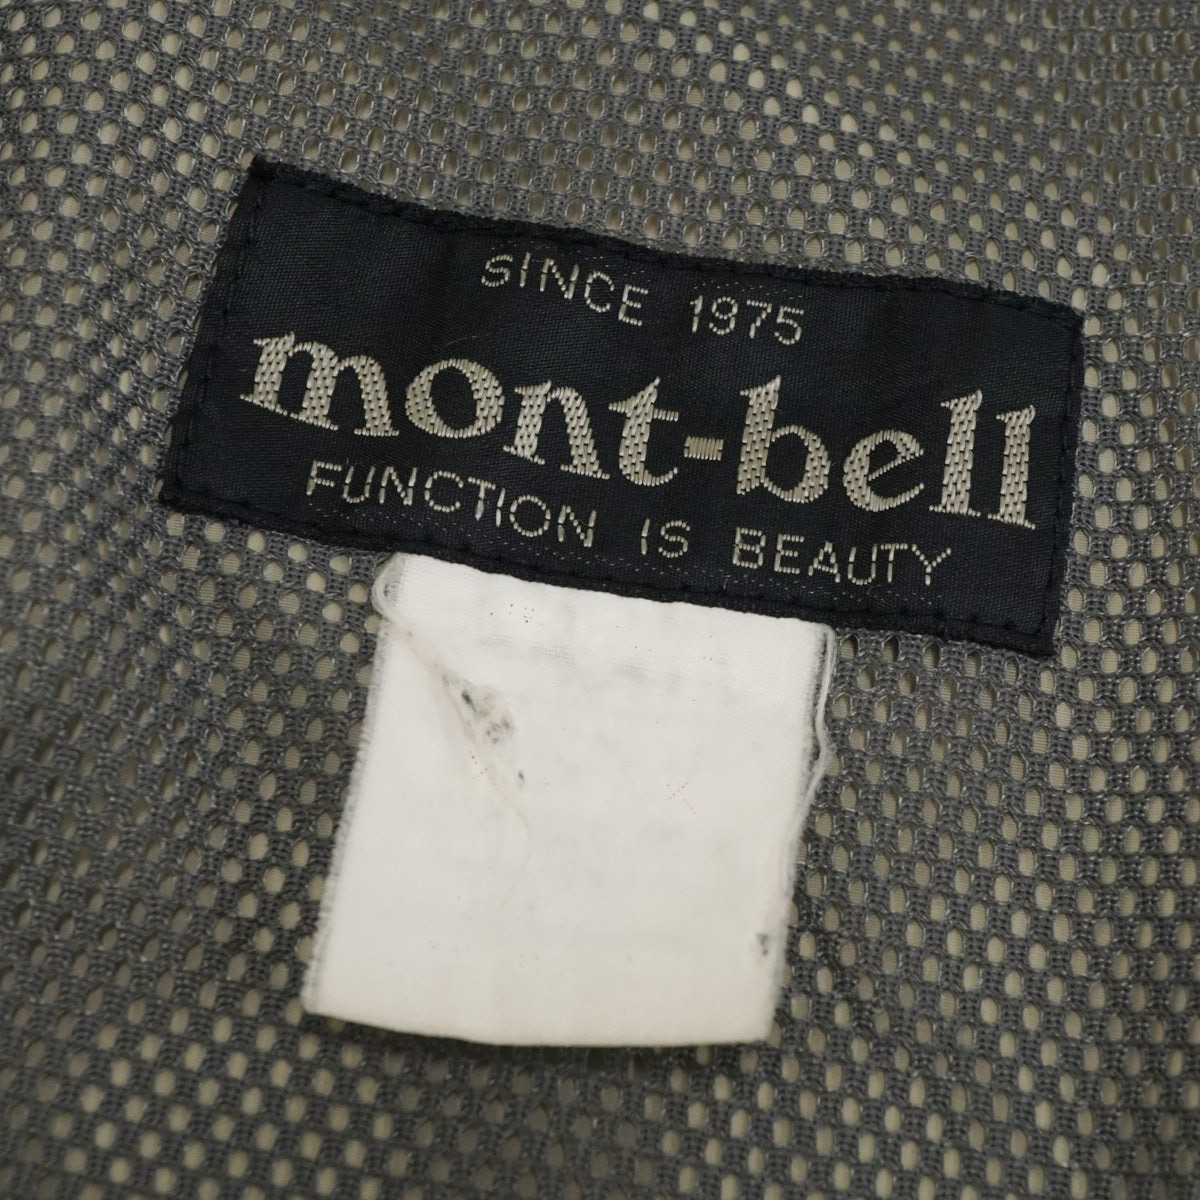 SINCE 1975
mont-bell
FUNCTION IS BEAUTY